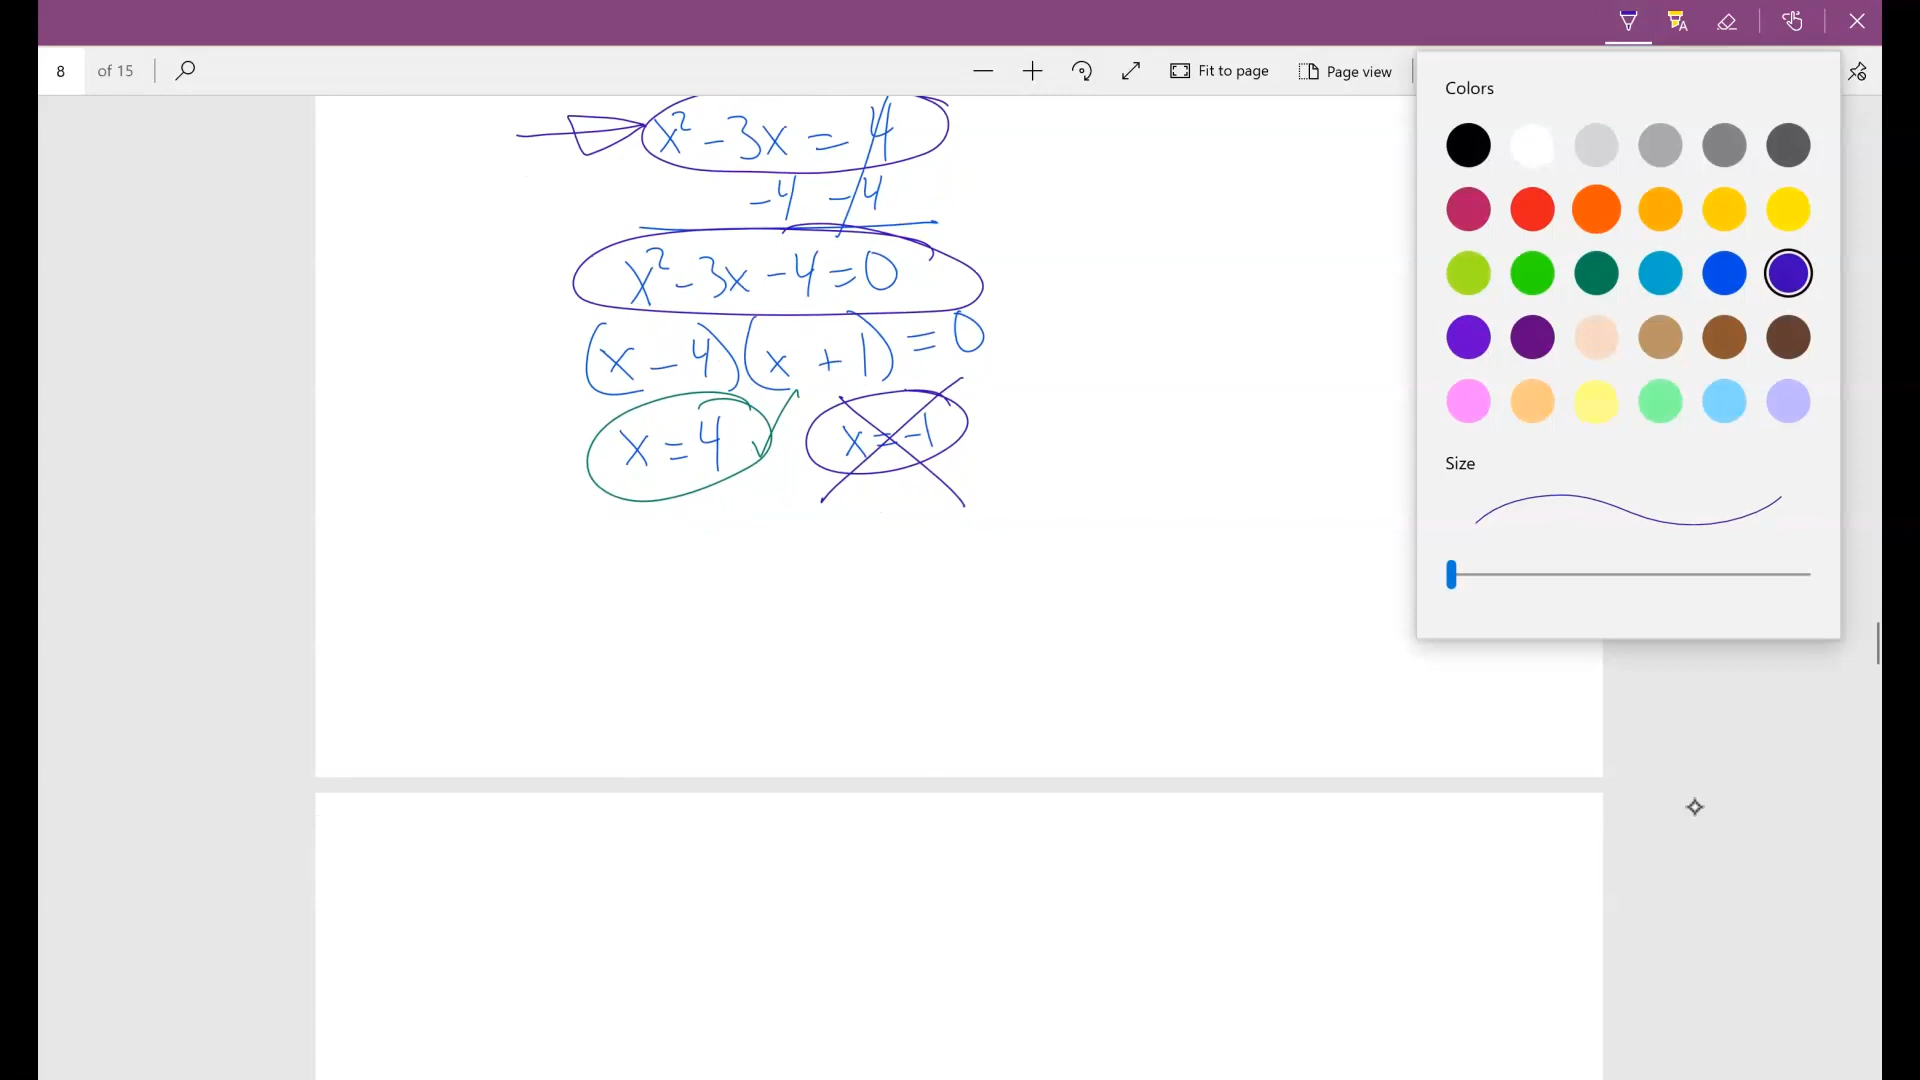 8 of 15
Fit to page
Page view
Colors
Size
x² - 3x = 4
-4 -4
x² - 3x - 4 = 0
(x - 4)(x + 1) = 0
x = 4 ✓ x = -1